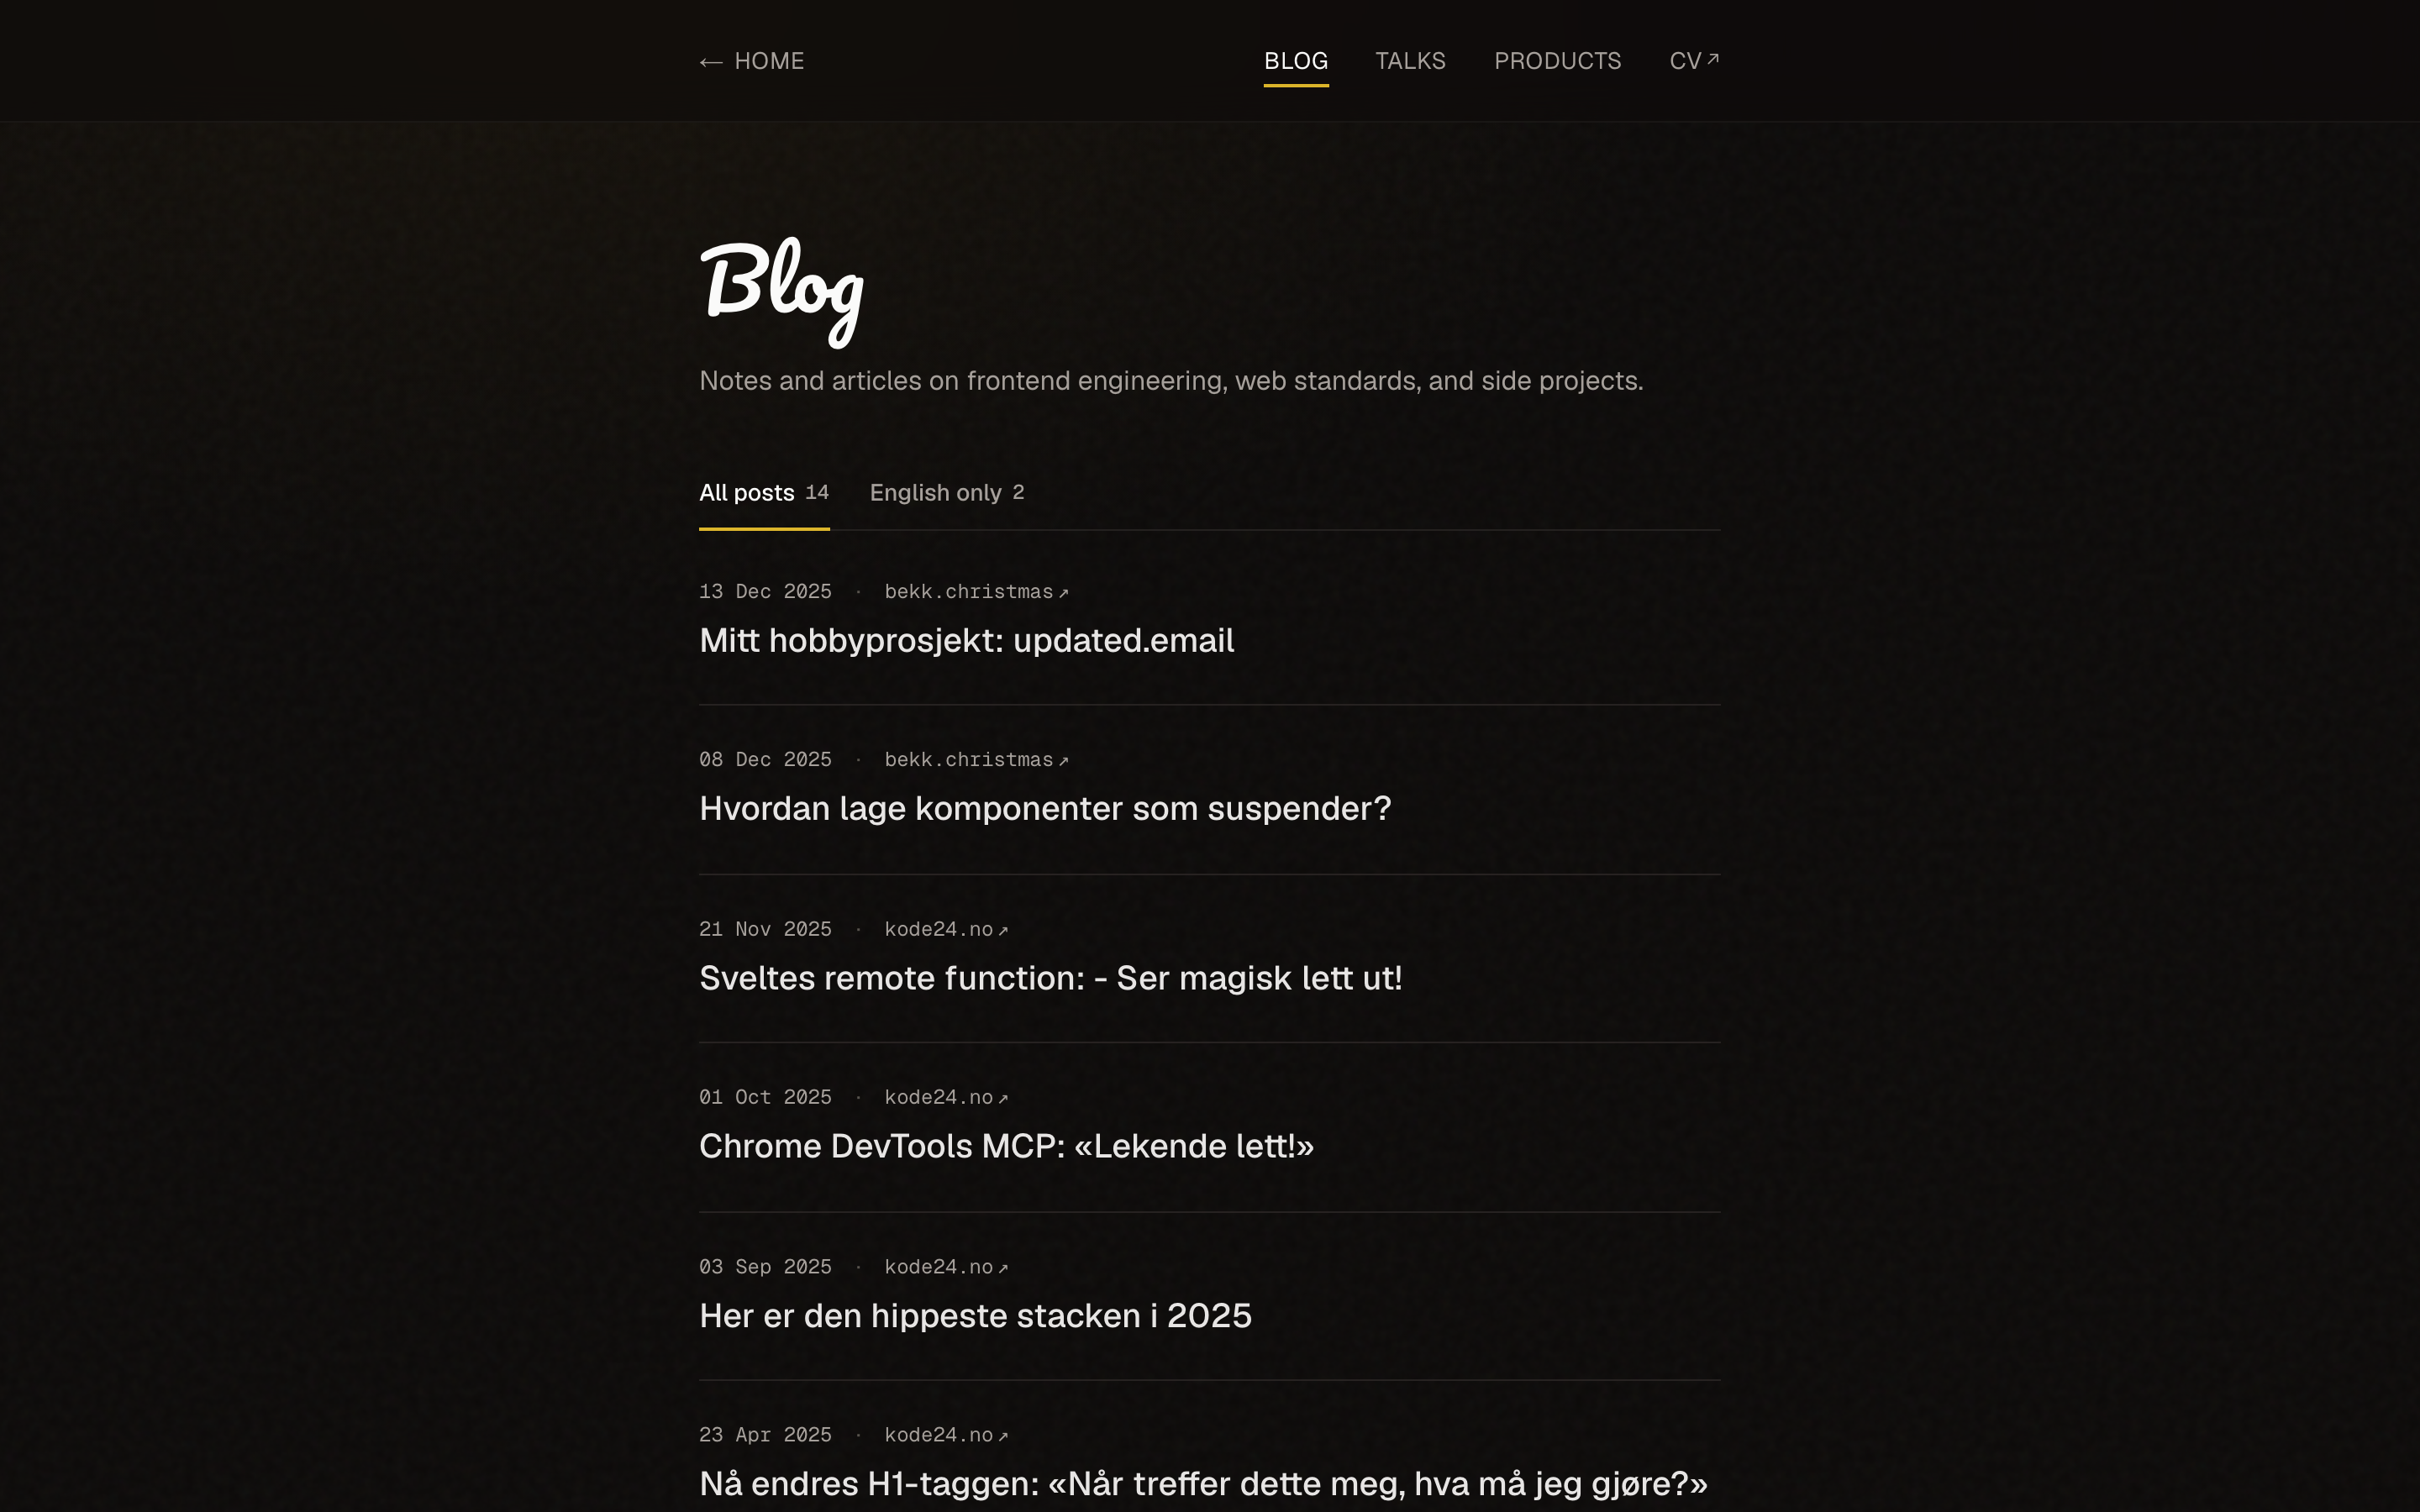 ← HOME BLOG TALKS PRODUCTS CV↗
Blog
Notes and articles on frontend engineering, web standards, and side projects.
All posts 14 English only 2
13 Dec 2025 · bekk.christmas↗
Mitt hobbyprosjekt: updated.email
08 Dec 2025 · bekk.christmas↗
Hvordan lage komponenter som suspender?
21 Nov 2025 · kode24.no↗
Sveltes remote function: - Ser magisk lett ut!
01 Oct 2025 · kode24.no↗
Chrome DevTools MCP: «Lekende lett!»
03 Sep 2025 · kode24.no↗
Her er den hippeste stacken i 2025
23 Apr 2025 · kode24.no↗
Nå endres H1-taggen: «Når treffer dette meg, hva må jeg gjøre?»